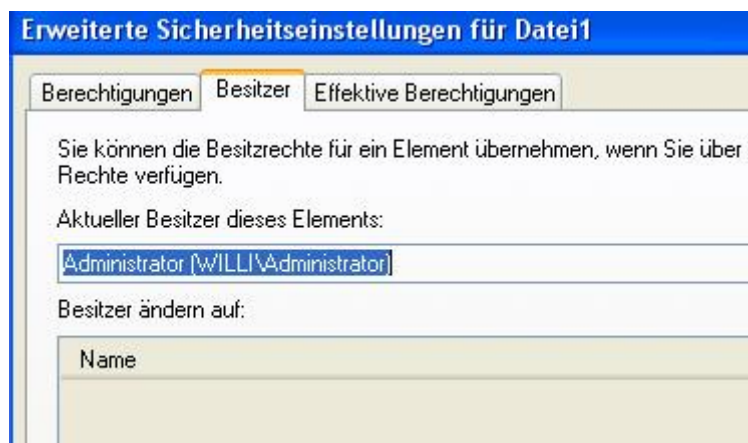 Erweiterte Sicherheitseinstellungen für Datei1
Berechtigungen Besitzer Effektive Berechtigungen
Sie können die Besitzrechte für ein Element übernehmen, wenn Sie über
Rechte verfügen.
Aktueller Besitzer dieses Elements:
Administrator (WILLI\Administrator)
Besitzer ändern auf:
Name